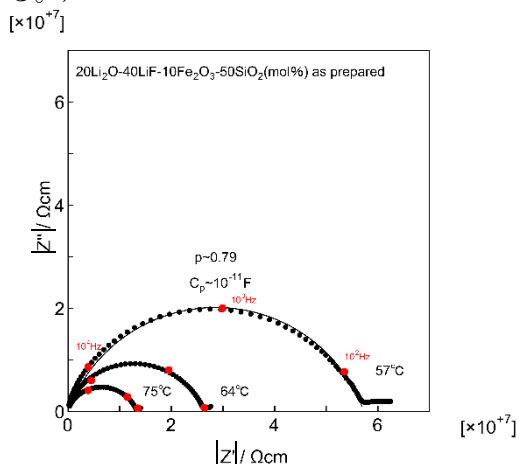 [×10⁺⁷]
20Li₂O-40LiF-10Fe₂O₃-50SiO₂(mol%) as prepared
6
4
|Z''|/ Ωcm
p~0.79
Cₚ~10⁻¹¹F
10³Hz
2
10⁴Hz
10²Hz
57°C
75°C 64°C
0
0 2 4 6
[×10⁺⁷]
|Z'|/ Ωcm